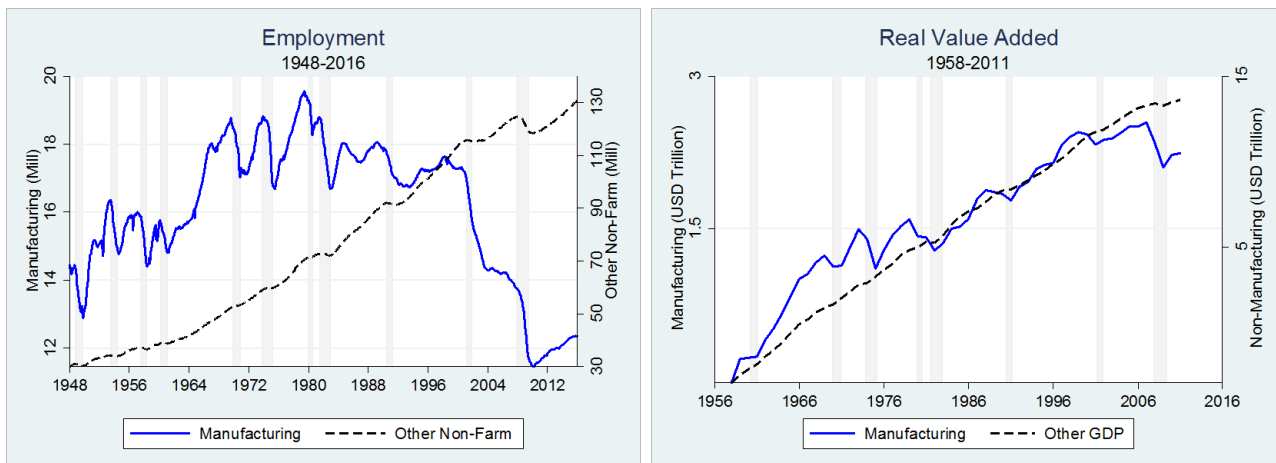 Employment
1948-2016
Manufacturing (Mill)
20
18
16
14
12
130
110
90
70
50
30
Other Non-Farm (Mill)
1948 1956 1964 1972 1980 1988 1996 2004 2012
Manufacturing Other Non-Farm
Real Value Added
1958-2011
Manufacturing (USD Trillion)
3
1.5
15
5
Non-Manufacturing (USD Trillion)
1956 1966 1976 1986 1996 2006 2016
Manufacturing Other GDP